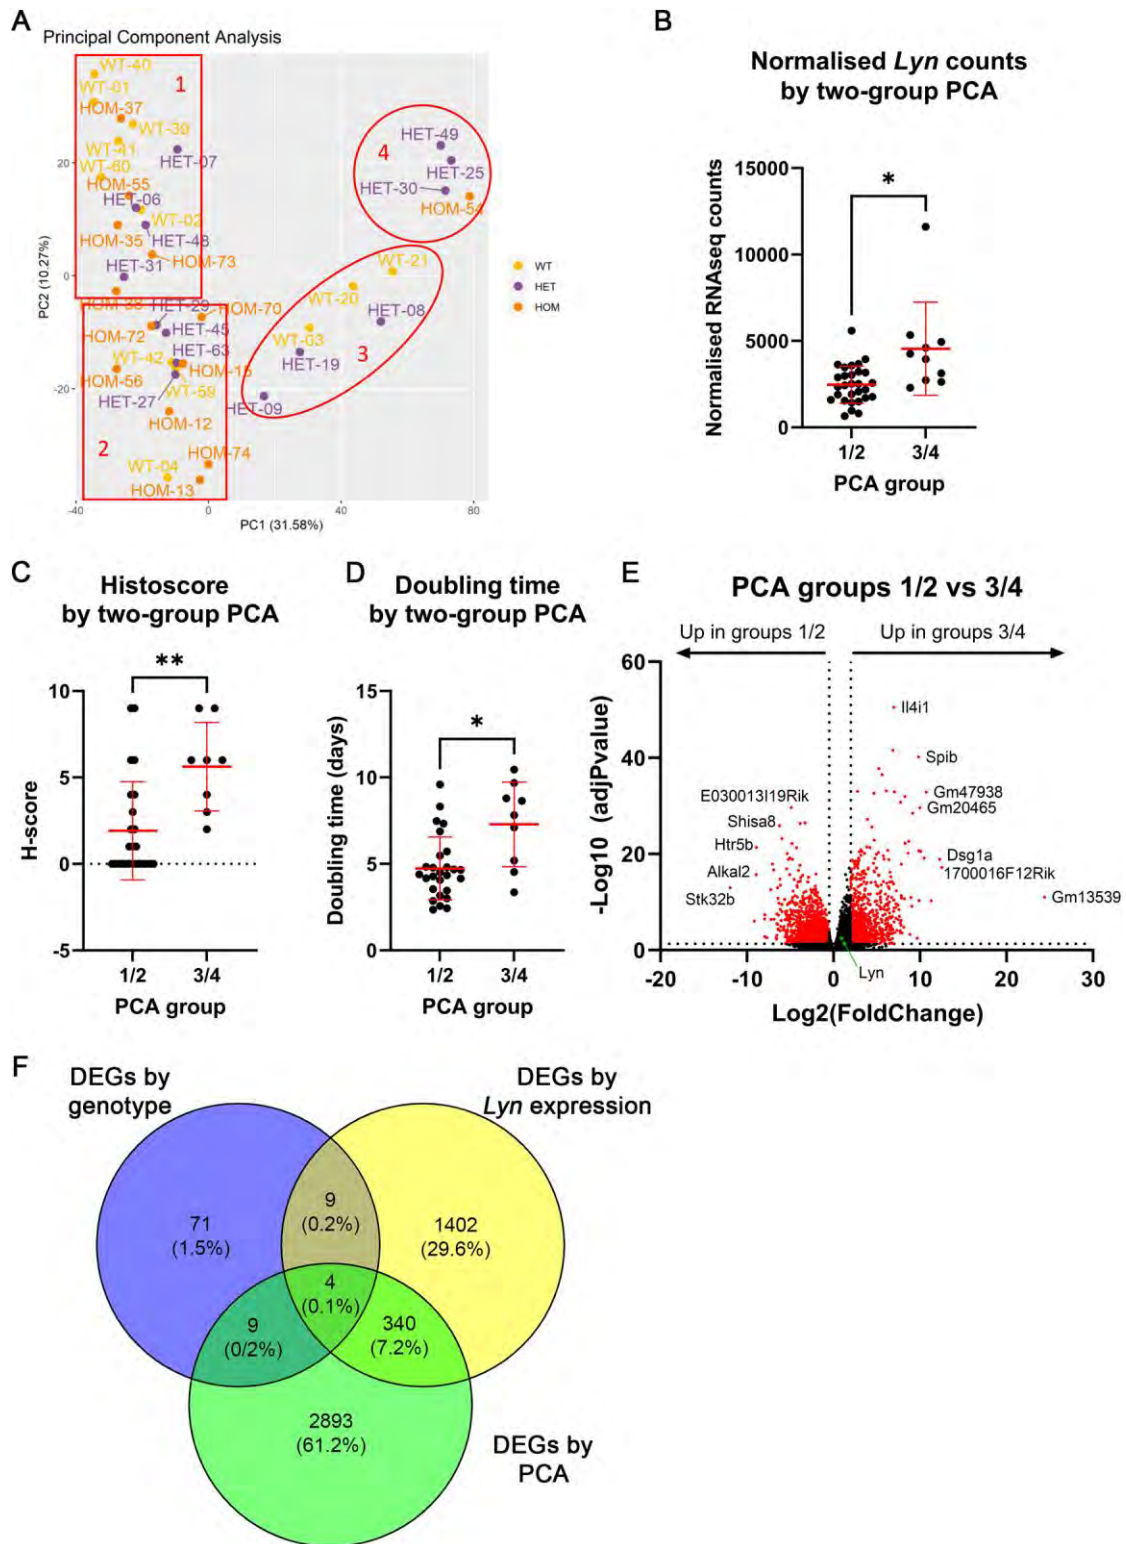 A
Principal Component Analysis
WT-40
1
WT-01
HOM-37
WT-39
WT-41
HET-07
WT-60
HOM-55
HET-06
WT-02
HOM-35
HET-48
HOM-73
HET-31
HOM-38
HET-29
HOM-70
HOM-72
HET-45
HET-63
WT-42
HOM-15
HOM-56
WT-59
HET-27
HOM-12
2
HOM-74
WT-04
HOM-13
HET-49
4
HET-25
HET-30
HOM-54
WT-21
WT-20
HET-08
WT-03
HET-19
3
HET-09
20
0
-20
-40
0
40
80
PC2 (10.27%)
PC1 (31.58%)
WT
HET
HOM
B
Normalised Lyn counts
by two-group PCA
Normalised RNAseq counts
15000
10000
5000
0
*
1/2
3/4
PCA group
C
Histoscore
by two-group PCA
**
H-score
10
5
0
-5
1/2
3/4
PCA group
D
Doubling time
by two-group PCA
*
Doubling time (days)
15
10
5
0
1/2
3/4
PCA group
E
PCA groups 1/2 vs 3/4
Up in groups 1/2
Up in groups 3/4
-Log10 (adjPvalue)
60
40
20
0
Il4i1
Spib
Gm47938
Gm20465
Dsg1a
1700016F12Rik
Gm13539
E030013I19Rik
Shisa8
Htr5b
Alkal2
Stk32b
Lyn
-20
-10
0
10
20
30
Log2(FoldChange)
F
DEGs by
genotype
DEGs by
Lyn expression
71
(1.5%)
9
(0.2%)
1402
(29.6%)
4
(0.1%)
9
(0/2%)
340
(7.2%)
2893
(61.2%)
DEGs by
PCA